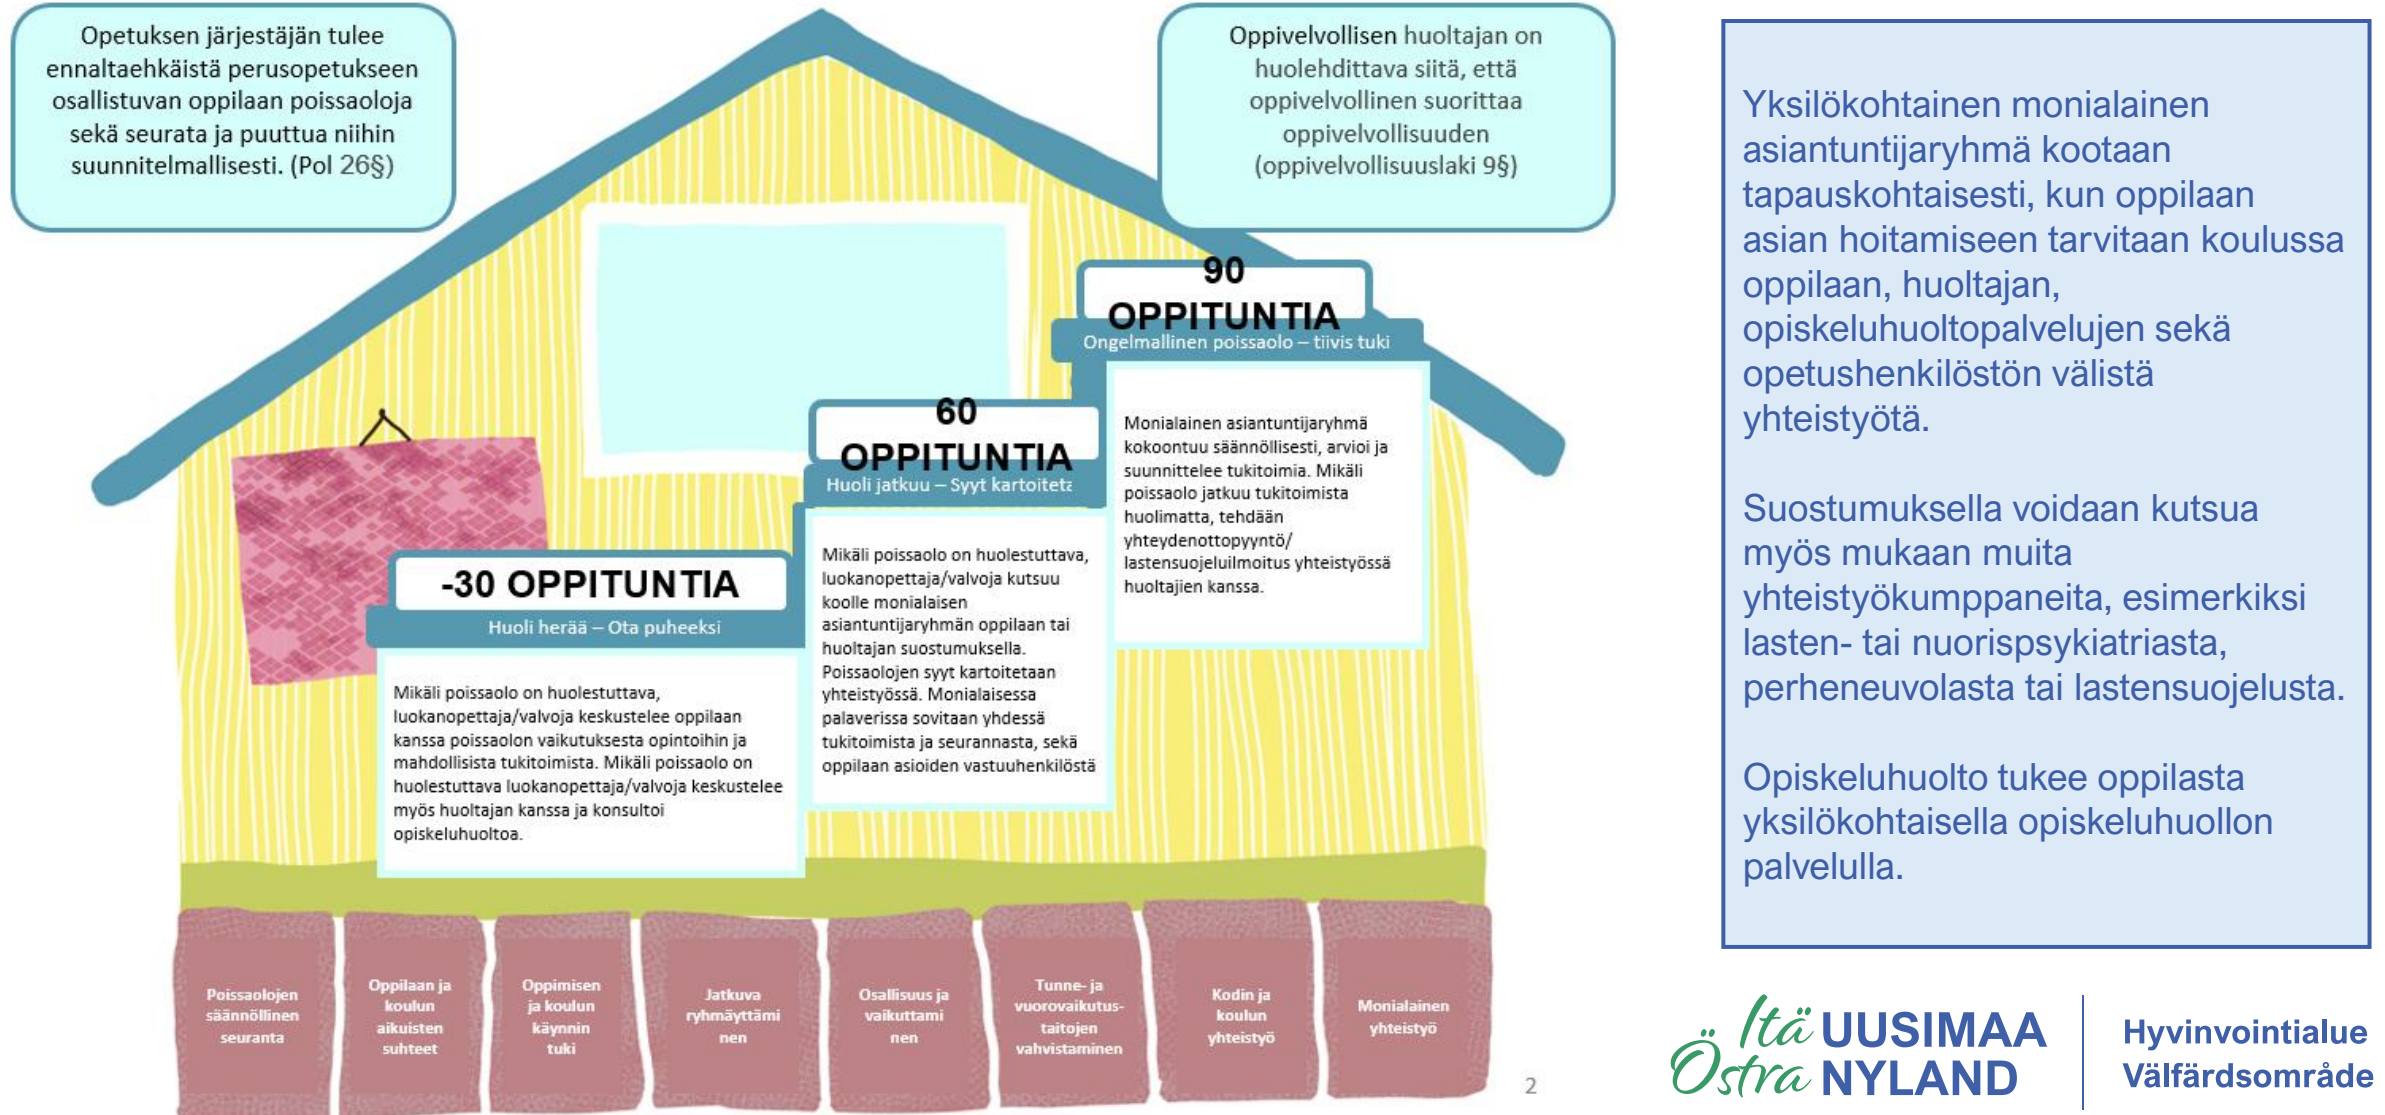 Opetuksen järjestäjän tulee
ennaltaehkäistä perusopetukseen
osallistuvan oppilaan poissaoloja
sekä seurata ja puuttua niihin
suunnitelmallisesti. (Pol 26§)
Oppivelvollisen huoltajan on
huolehdittava siitä, että
oppivelvollinen suorittaa
oppivelvollisuuden
(oppivelvollisuuslaki 9§)
-30 OPPITUNTIA
Huoli herää – Ota puheeksi
Mikäli poissaolo on huolestuttava,
luokanopettaja/valvoja keskustelee oppilaan
kanssa poissaolon vaikutuksesta opintoihin ja
mahdollisista tukitoimista. Mikäli poissaolo on
huolestuttava luokanopettaja/valvoja keskustelee
myös huoltajan kanssa ja konsultoi
opiskeluhuoltoa.
60
OPPITUNTIA
Huoli jatkuu – Syyt kartoiteta
Mikäli poissaolo on huolestuttava,
luokanopettaja/valvoja kutsuu
koolle monialaisen
asiantuntijaryhmän oppilaan tai
huoltajan suostumuksella.
Poissaolojen syyt kartoitetaan
yhteistyössä. Monialaisessa
palaverissa sovitaan yhdessä
tukitoimista ja seurannasta, sekä
oppilaan asioiden vastuuhenkilöstä
90
OPPITUNTIA
Ongelmallinen poissaolo – tiivis tuki
Monialainen asiantuntijaryhmä
kokoontuu säännöllisesti, arvioi ja
suunnittelee tukitoimia. Mikäli
poissaolo jatkuu tukitoimista
huolimatta, tehdään
yhteydenottopyyntö/
lastensuojeluilmoitus yhteistyössä
huoltajien kanssa.
Poissaolojen
säännöllinen
seuranta
Oppilaan ja
koulun
aikuisten
suhteet
Oppimisen
ja koulun
käynnin
tuki
Jatkuva
ryhmäyttämi
nen
Osallisuus ja
vaikuttami
nen
Tunne- ja
vuorovaikutus-
taitojen
vahvistaminen
Kodin ja
koulun
yhteistyö
Monialainen
yhteistyö
2
Yksilökohtainen monialainen
asiantuntijaryhmä kootaan
tapauskohtaisesti, kun oppilaan
asian hoitamiseen tarvitaan koulussa
oppilaan, huoltajan,
opiskeluhuoltopalvelujen sekä
opetushenkilöstön välistä
yhteistyötä.
Suostumuksella voidaan kutsua
myös mukaan muita
yhteistyökumppaneita, esimerkiksi
lasten- tai nuorispsykiatriasta,
perheneuvolasta tai lastensuojelusta.
Opiskeluhuolto tukee oppilasta
yksilökohtaisella opiskeluhuollon
palvelulla.
Itä UUSIMAA
Östra NYLAND
Hyvinvointialue
Välfärdsområde